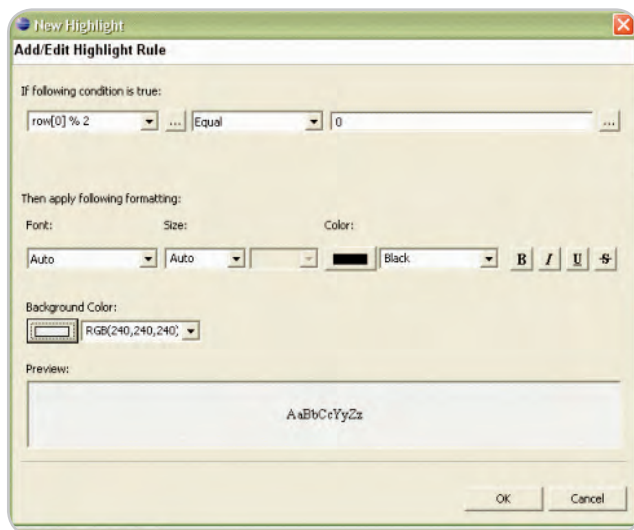 New Highlight
Add/Edit Highlight Rule
If following condition is true:
row[0] % 2 ... Equal 0 ...
Then apply following formatting:
Font: Size: Color:
Auto Auto Black B I U S
Background Color:
RGB(240,240,240)
Preview:
AaBbCcYyZz
OK Cancel